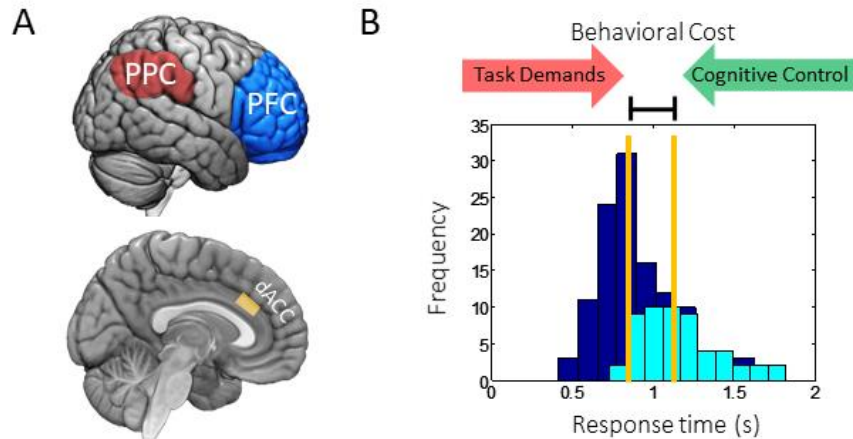 A
PPC
PFC
dACC
B
Behavioral Cost
Task Demands
Cognitive Control
35
30
25
20
15
10
5
0
Frequency
0
0.5
1
1.5
2
Response time (s)